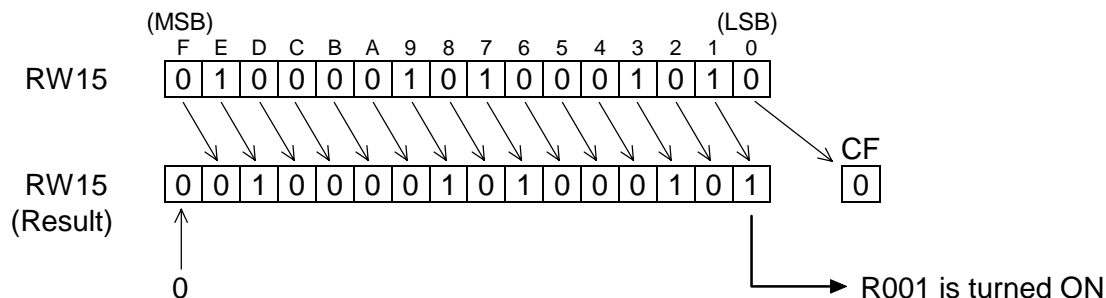 (MSB) (LSB)
F E D C B A 9 8 7 6 5 4 3 2 1 0
RW15 0 1 0 0 0 0 1 0 1 0 0 0 1 0 1 0
CF
RW15 0 0 1 0 0 0 0 1 0 1 0 0 0 1 0 1 0
(Result)
0 R001 is turned ON